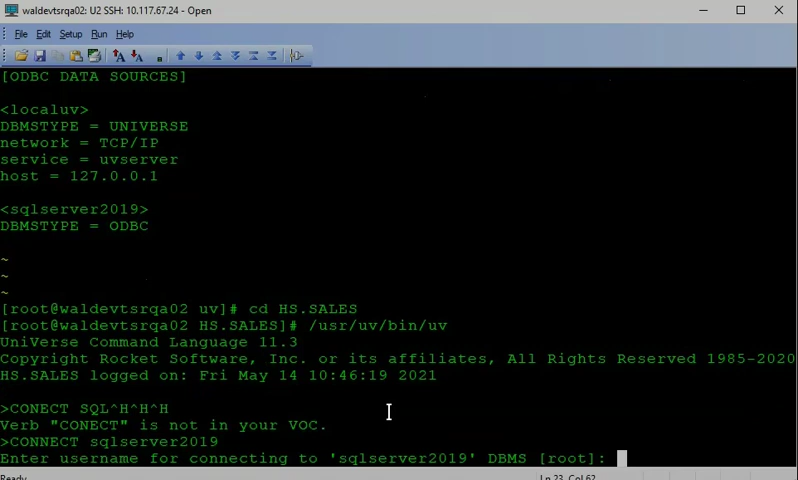 waldevtsrqa02: U2 SSH: 10.117.67.24 - Open
File Edit Setup Run Help
[ODBC DATA SOURCES]
<localuv>
DBMSTYPE = UNIVERSE
network = TCP/IP
service = uvserver
host = 127.0.0.1
<sqlserver2019>
DBMSTYPE = ODBC
~
~
~
[root@waldevtsrqa02 uv]# cd HS.SALES
[root@waldevtsrqa02 HS.SALES]# /usr/uv/bin/uv
UniVerse Command Language 11.3
Copyright Rocket Software, Inc. or its affiliates, All Rights Reserved 1985-2020
HS.SALES logged on: Fri May 14 10:46:19 2021
>CONECT SQL^H^H^H
Verb "CONECT" is not in your VOC.
>CONNECT sqlserver2019
Enter username for connecting to 'sqlserver2019' DBMS [root]:
Ready Ln 23, Col 62